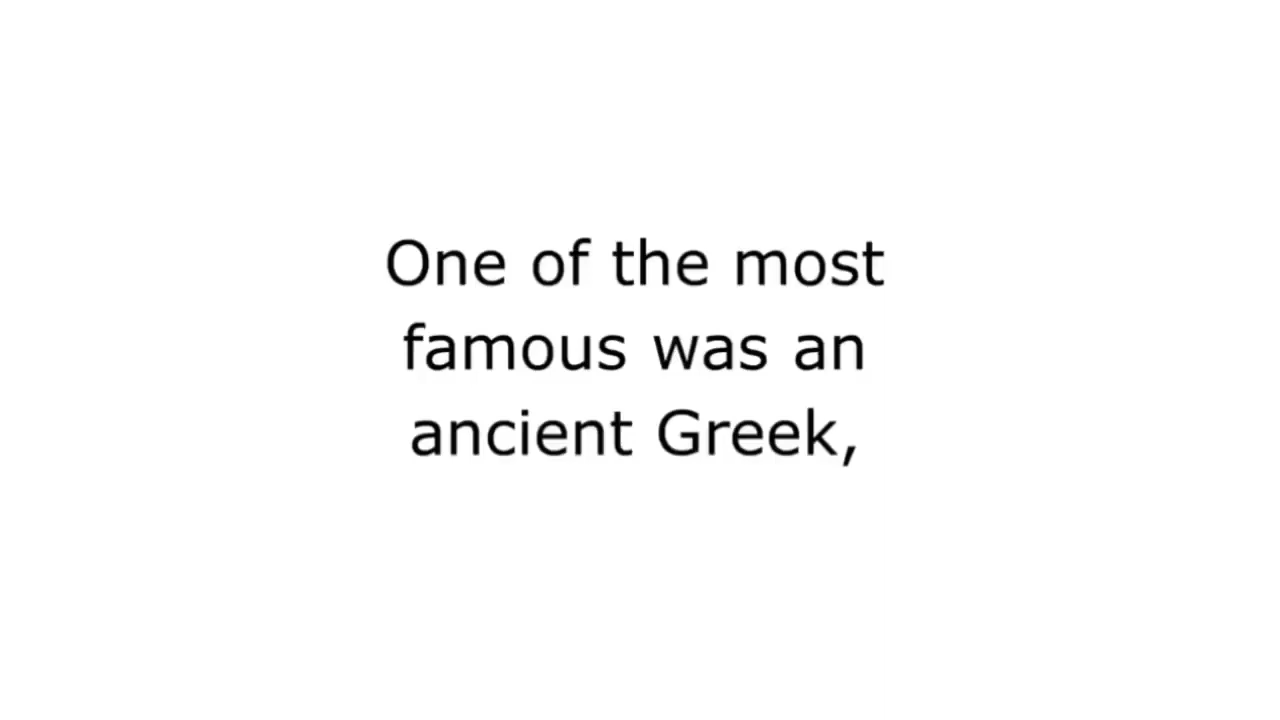 One of the most
famous was an
ancient Greek,